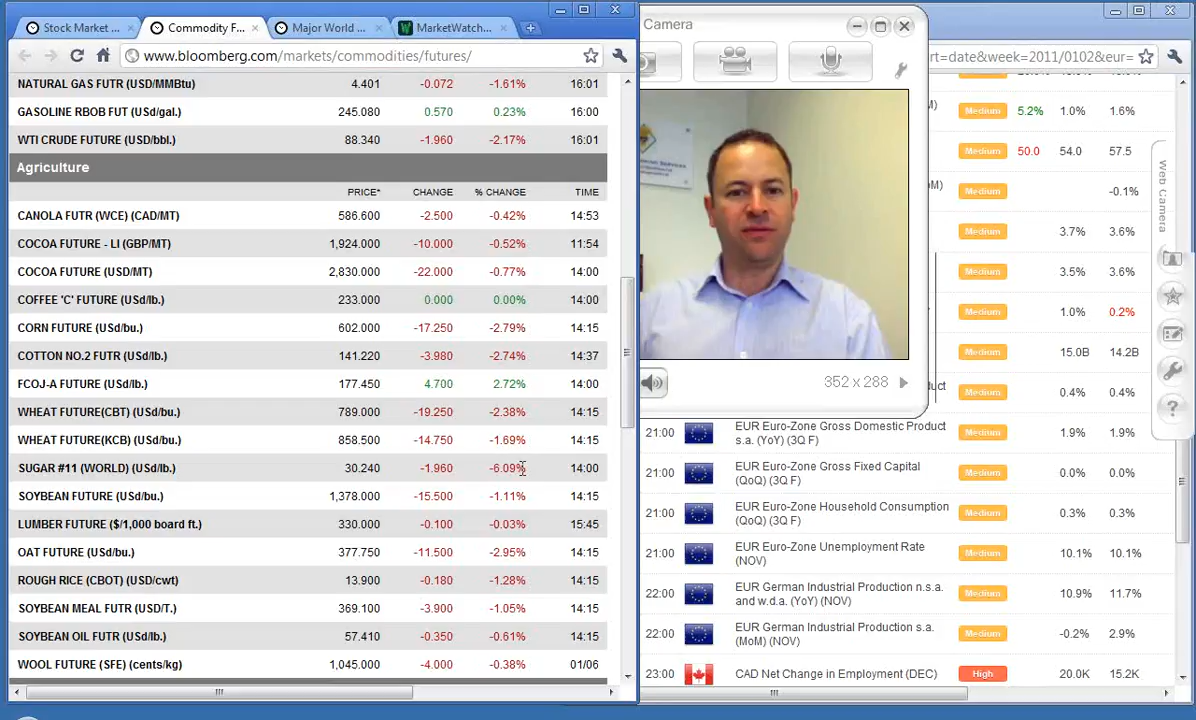 Stock Market ...
Commodity F...
Major World ...
MarketWatch...
www.bloomberg.com/markets/commodities/futures/
NATURAL GAS FUTR (USD/MMBtu) 4.401 -0.072 -1.61% 16:01
GASOLINE RBOB FUT (USd/gal.) 245.080 0.570 0.23% 16:00
WTI CRUDE FUTURE (USD/bbl.) 88.340 -1.960 -2.17% 16:01
Agriculture
PRICE* CHANGE % CHANGE TIME
CANOLA FUTR (WCE) (CAD/MT) 586.600 -2.500 -0.42% 14:53
COCOA FUTURE - LI (GBP/MT) 1,924.000 -10.000 -0.52% 11:54
COCOA FUTURE (USD/MT) 2,830.000 -22.000 -0.77% 14:00
COFFEE 'C' FUTURE (USd/lb.) 233.000 0.000 0.00% 14:00
CORN FUTURE (USd/bu.) 602.000 -17.250 -2.79% 14:15
COTTON NO.2 FUTR (USd/lb.) 141.220 -3.980 -2.74% 14:37
FCOJ-A FUTURE (USd/lb.) 177.450 4.700 2.72% 14:00
WHEAT FUTURE(CBT) (USd/bu.) 789.000 -19.250 -2.38% 14:15
WHEAT FUTURE(KCB) (USd/bu.) 858.500 -14.750 -1.69% 14:15
SUGAR #11 (WORLD) (USd/lb.) 30.240 -1.960 -6.09% 14:00
SOYBEAN FUTURE (USd/bu.) 1,378.000 -15.500 -1.11% 14:15
LUMBER FUTURE ($/1,000 board ft.) 330.000 -0.100 -0.03% 15:45
OAT FUTURE (USd/bu.) 377.750 -11.500 -2.95% 14:15
ROUGH RICE (CBOT) (USD/cwt) 13.900 -0.180 -1.28% 14:15
SOYBEAN MEAL FUTR (USD/T.) 369.100 -3.900 -1.05% 14:15
SOYBEAN OIL FUTR (USd/lb.) 57.410 -0.350 -0.61% 14:15
WOOL FUTURE (SFE) (cents/kg) 1,045.000 -4.000 -0.38% 01/06
Camera
352 x 288
rt=date&week=2011/0102&eur=
M) Medium 5.2% 1.0% 1.6%
Medium 50.0 54.0 57.5
oM) Medium -0.1%
Medium 3.7% 3.6%
Medium 3.5% 3.6%
Medium 1.0% 0.2%
Medium 15.0B 14.2B
duct Medium 0.4% 0.4%
21:00 EUR Euro-Zone Gross Domestic Product
s.a. (YoY) (3Q F) Medium 1.9% 1.9%
21:00 EUR Euro-Zone Gross Fixed Capital
(QoQ) (3Q F) Medium 0.0% 0.0%
21:00 EUR Euro-Zone Household Consumption
(QoQ) (3Q F) Medium 0.3% 0.3%
21:00 EUR Euro-Zone Unemployment Rate
(NOV) Medium 10.1% 10.1%
22:00 EUR German Industrial Production n.s.a.
and w.d.a. (YoY) (NOV) Medium 10.9% 11.7%
22:00 EUR German Industrial Production s.a.
(MoM) (NOV) Medium -0.2% 2.9%
23:00 CAD Net Change in Employment (DEC) High 20.0K 15.2K
Web Camera